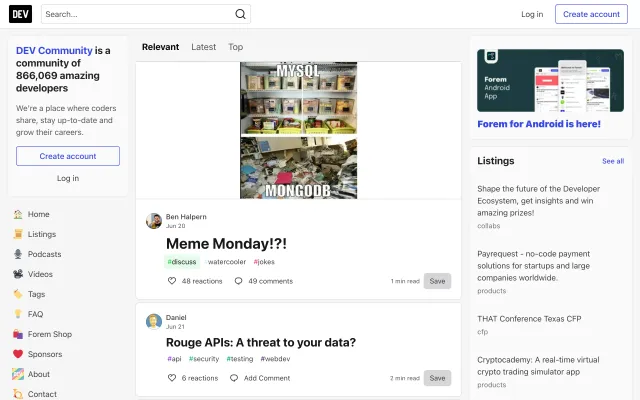 DEV
Search...
Log in
Create account
DEV Community is a
community of
866,069 amazing
developers
We're a place where coders
share, stay up-to-date and
grow their careers.
Create account
Log in
Home
Listings
Podcasts
Videos
Tags
FAQ
Forem Shop
Sponsors
About
Contact
Relevant
Latest
Top
MYSQL
MONGODB
Ben Halpern
Jun 20
Meme Monday!?!
#discuss watercooler #jokes
48 reactions
49 comments
1 min read
Save
Daniel
Jun 21
Rouge APIs: A threat to your data?
#api #security #testing #webdev
6 reactions
Add Comment
2 min read
Save
Forem
Android
App
Forem for Android is here!
Listings
See all
Shape the future of the Developer
Ecosystem, get insights and win
amazing prizes!
collabs
Payrequest - no-code payment
solutions for startups and large
companies worldwide.
products
THAT Conference Texas CFP
cfp
Cryptocademy: A real-time virtual
crypto trading simulator app
products